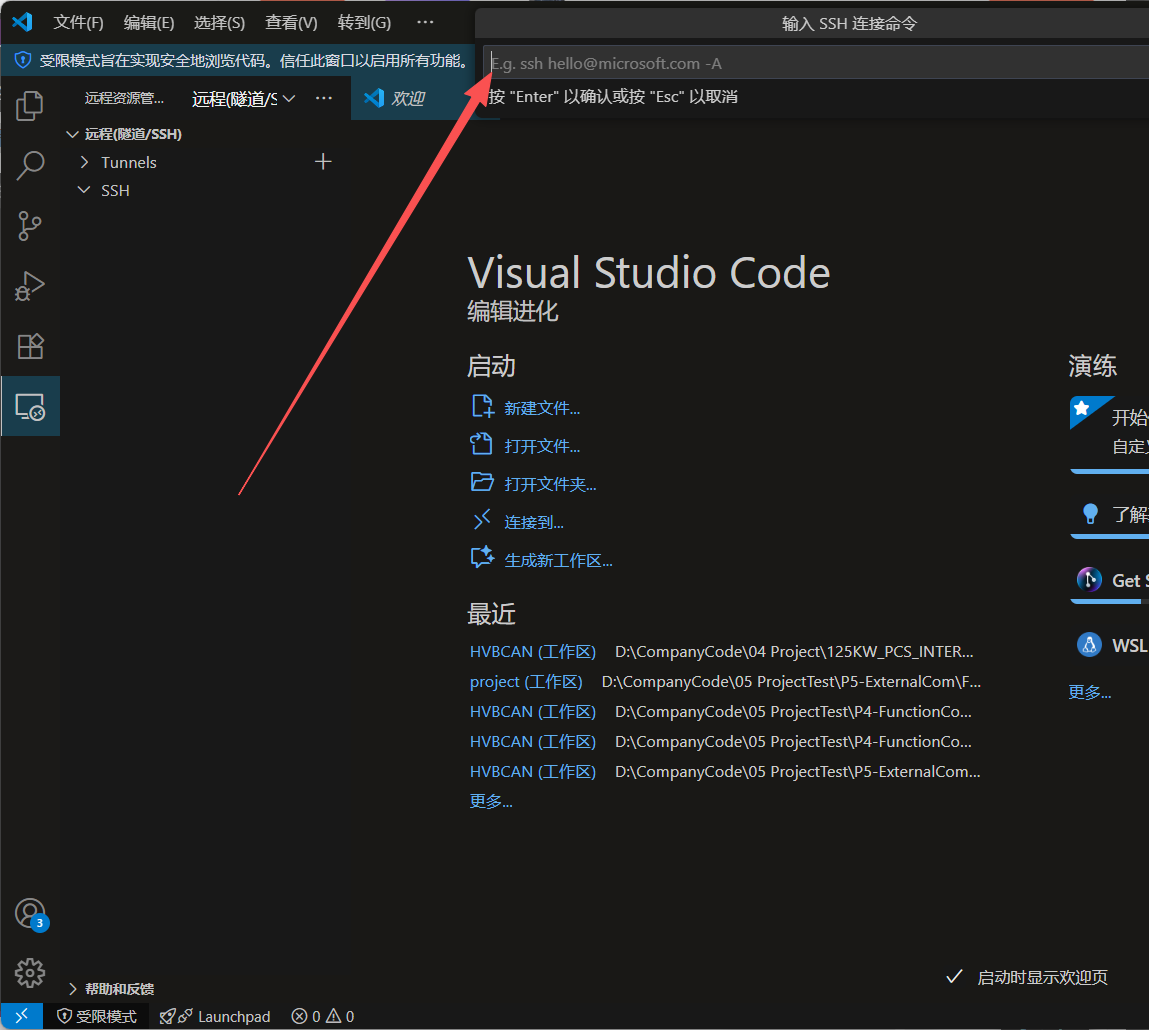 文件(F) 编辑(E) 选择(S) 查看(V) 转到(G) ···
输入 SSH 连接命令
受限模式旨在实现安全地浏览代码。信任此窗口以启用所有功能。
E.g. ssh hello@microsoft.com -A
按 "Enter" 以确认或按 "Esc" 以取消
远程资源管... 远程(隧道/S ···
欢迎
远程(隧道/SSH)
Tunnels
SSH
Visual Studio Code
编辑进化
启动
新建文件...
打开文件...
打开文件夹...
连接到...
生成新工作区...
最近
HVBCAN (工作区) D:\CompanyCode\04 Project\125KW_PCS_INTER...
project (工作区) D:\CompanyCode\05 ProjectTest\P5-ExternalCom\F...
HVBCAN (工作区) D:\CompanyCode\05 ProjectTest\P4-FunctionCo...
HVBCAN (工作区) D:\CompanyCode\05 ProjectTest\P4-FunctionCo...
HVBCAN (工作区) D:\CompanyCode\05 ProjectTest\P5-ExternalCom...
更多...
演练
开始
自定
了解
Get S
WSL
更多...
3
启动时显示欢迎页
帮助和反馈
受限模式 Launchpad 0 0